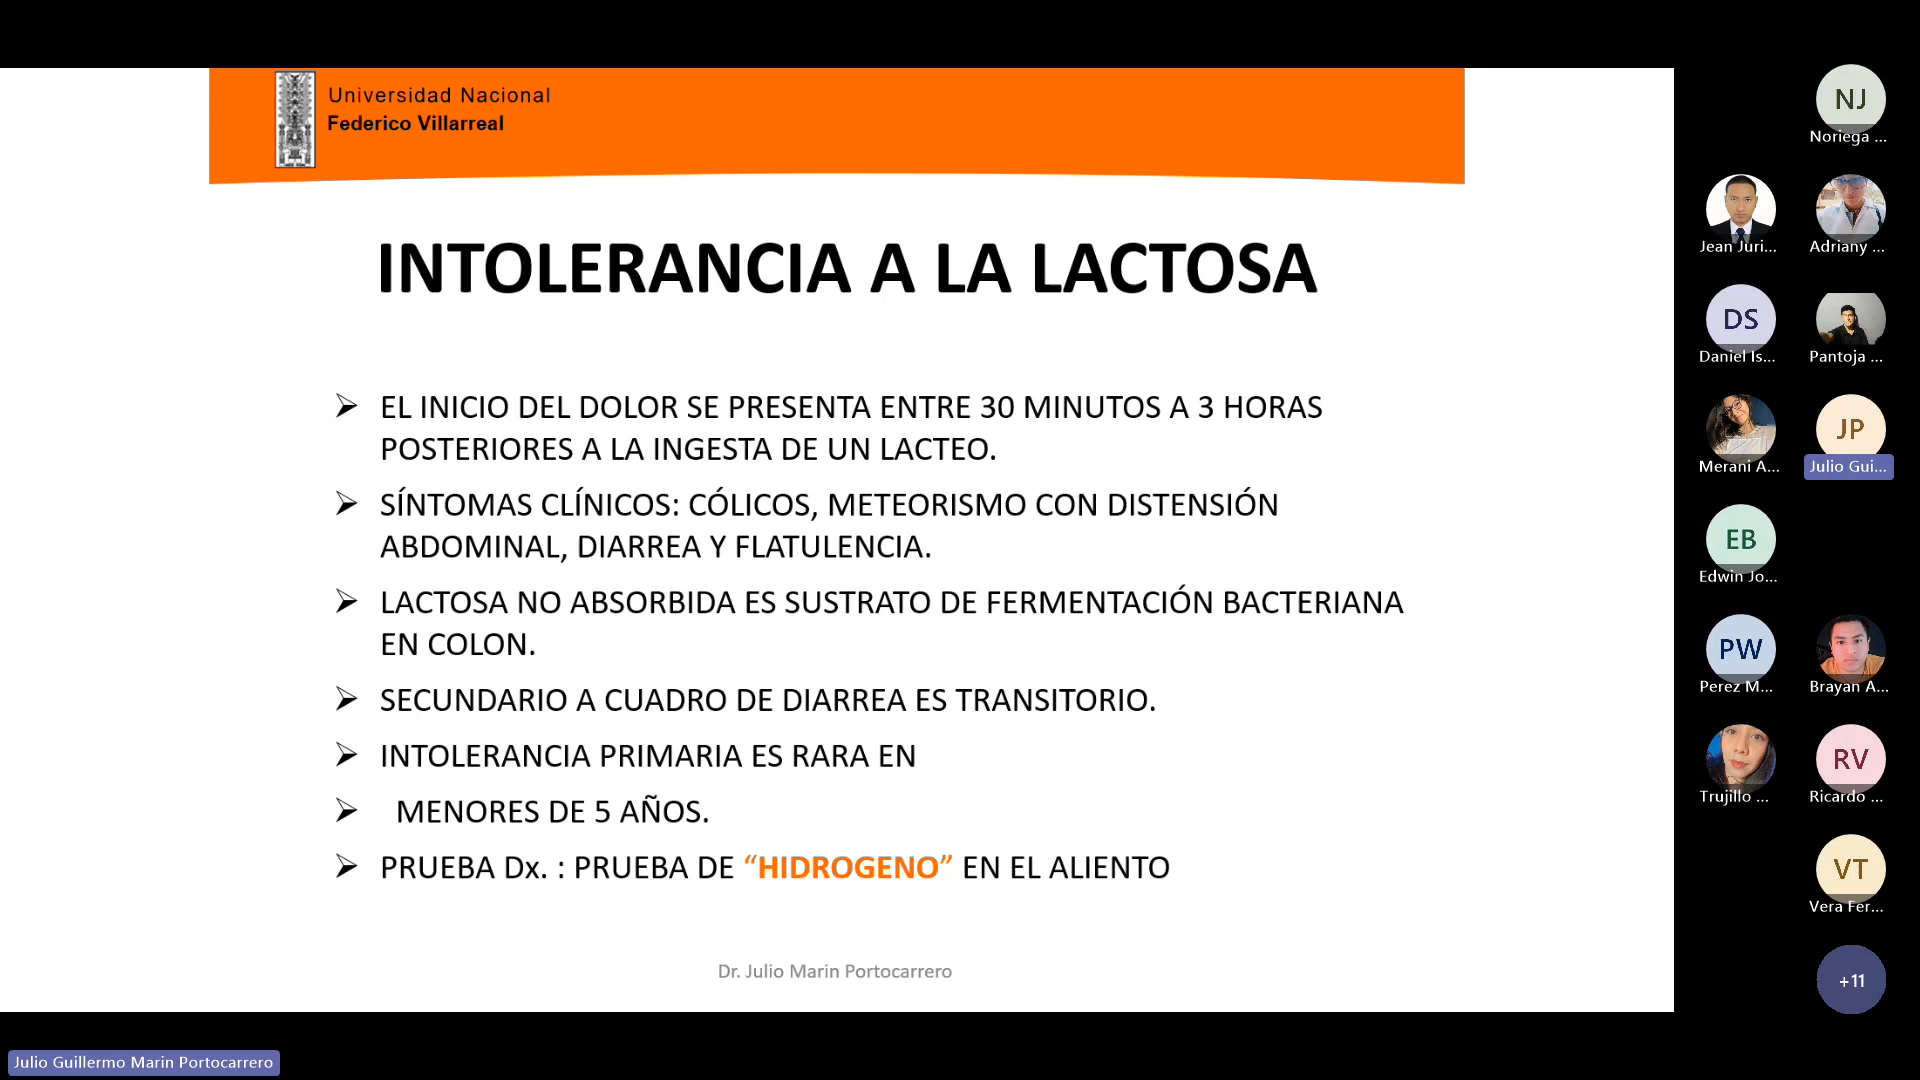 Universidad Nacional
Federico Villarreal
INTOLERANCIA A LA LACTOSA
➢ EL INICIO DEL DOLOR SE PRESENTA ENTRE 30 MINUTOS A 3 HORAS
POSTERIORES A LA INGESTA DE UN LACTEO.
➢ SÍNTOMAS CLÍNICOS: CÓLICOS, METEORISMO CON DISTENSIÓN
ABDOMINAL, DIARREA Y FLATULENCIA.
➢ LACTOSA NO ABSORBIDA ES SUSTRATO DE FERMENTACIÓN BACTERIANA
EN COLON.
➢ SECUNDARIO A CUADRO DE DIARREA ES TRANSITORIO.
➢ INTOLERANCIA PRIMARIA ES RARA EN
➢ MENORES DE 5 AÑOS.
➢ PRUEBA Dx. : PRUEBA DE “HIDROGENO” EN EL ALIENTO
Dr. Julio Marin Portocarrero
NJ
Noriega ...
Jean Juri...
Adriany ...
DS
Daniel Is...
Pantoja ...
Merani A...
JP
Julio Gui...
EB
Edwin Jo...
PW
Perez M...
Brayan A...
Trujillo ...
RV
Ricardo ...
VT
Vera Fer...
+11
Julio Guillermo Marin Portocarrero